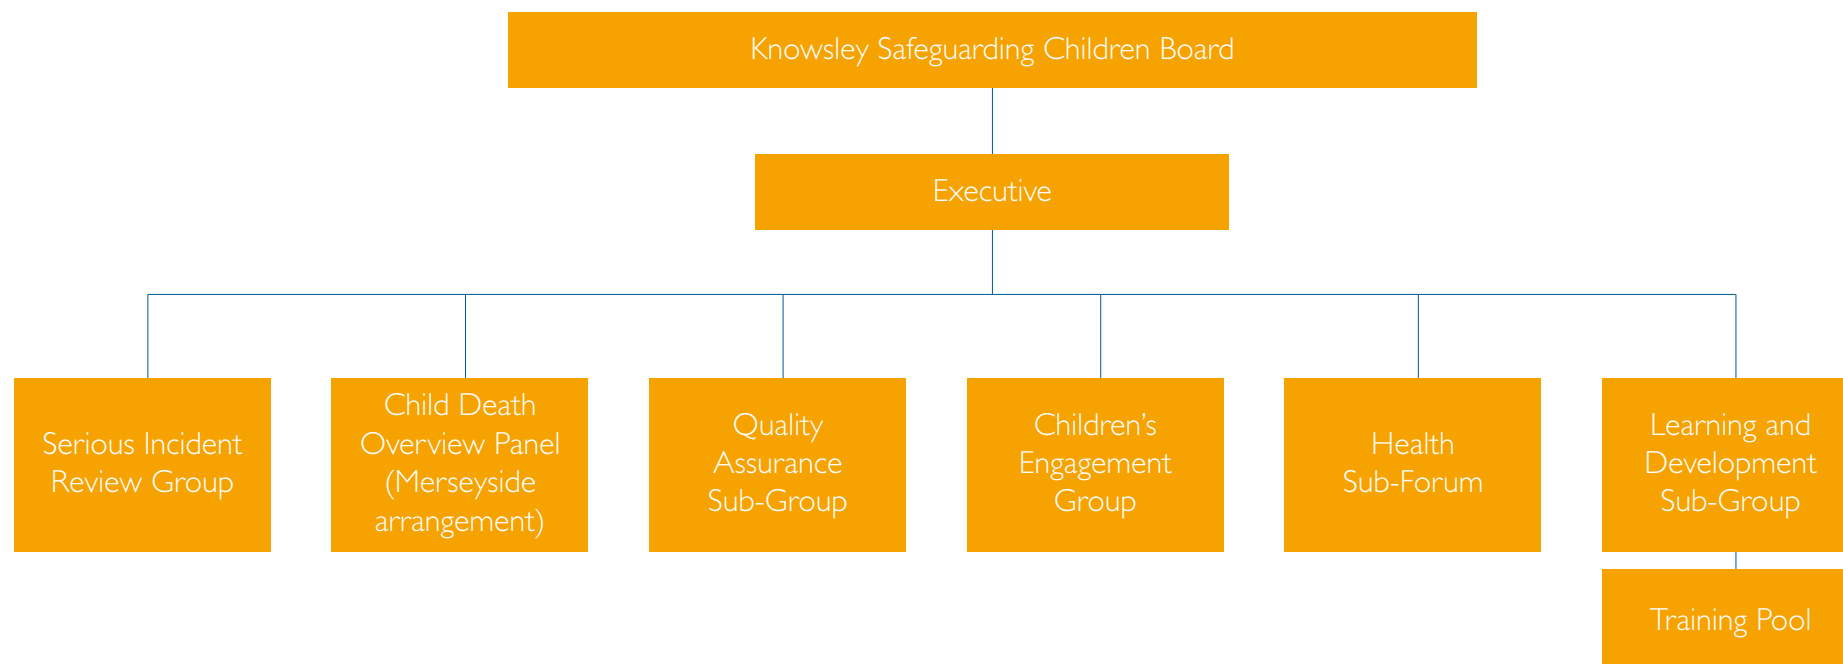 Knowsley Safeguarding Children Board
Executive
Serious Incident
Review Group
Child Death
Overview Panel
(Merseyside
arrangement)
Quality
Assurance
Sub-Group
Children’s
Engagement
Group
Health
Sub-Forum
Learning and
Development
Sub-Group
Training Pool